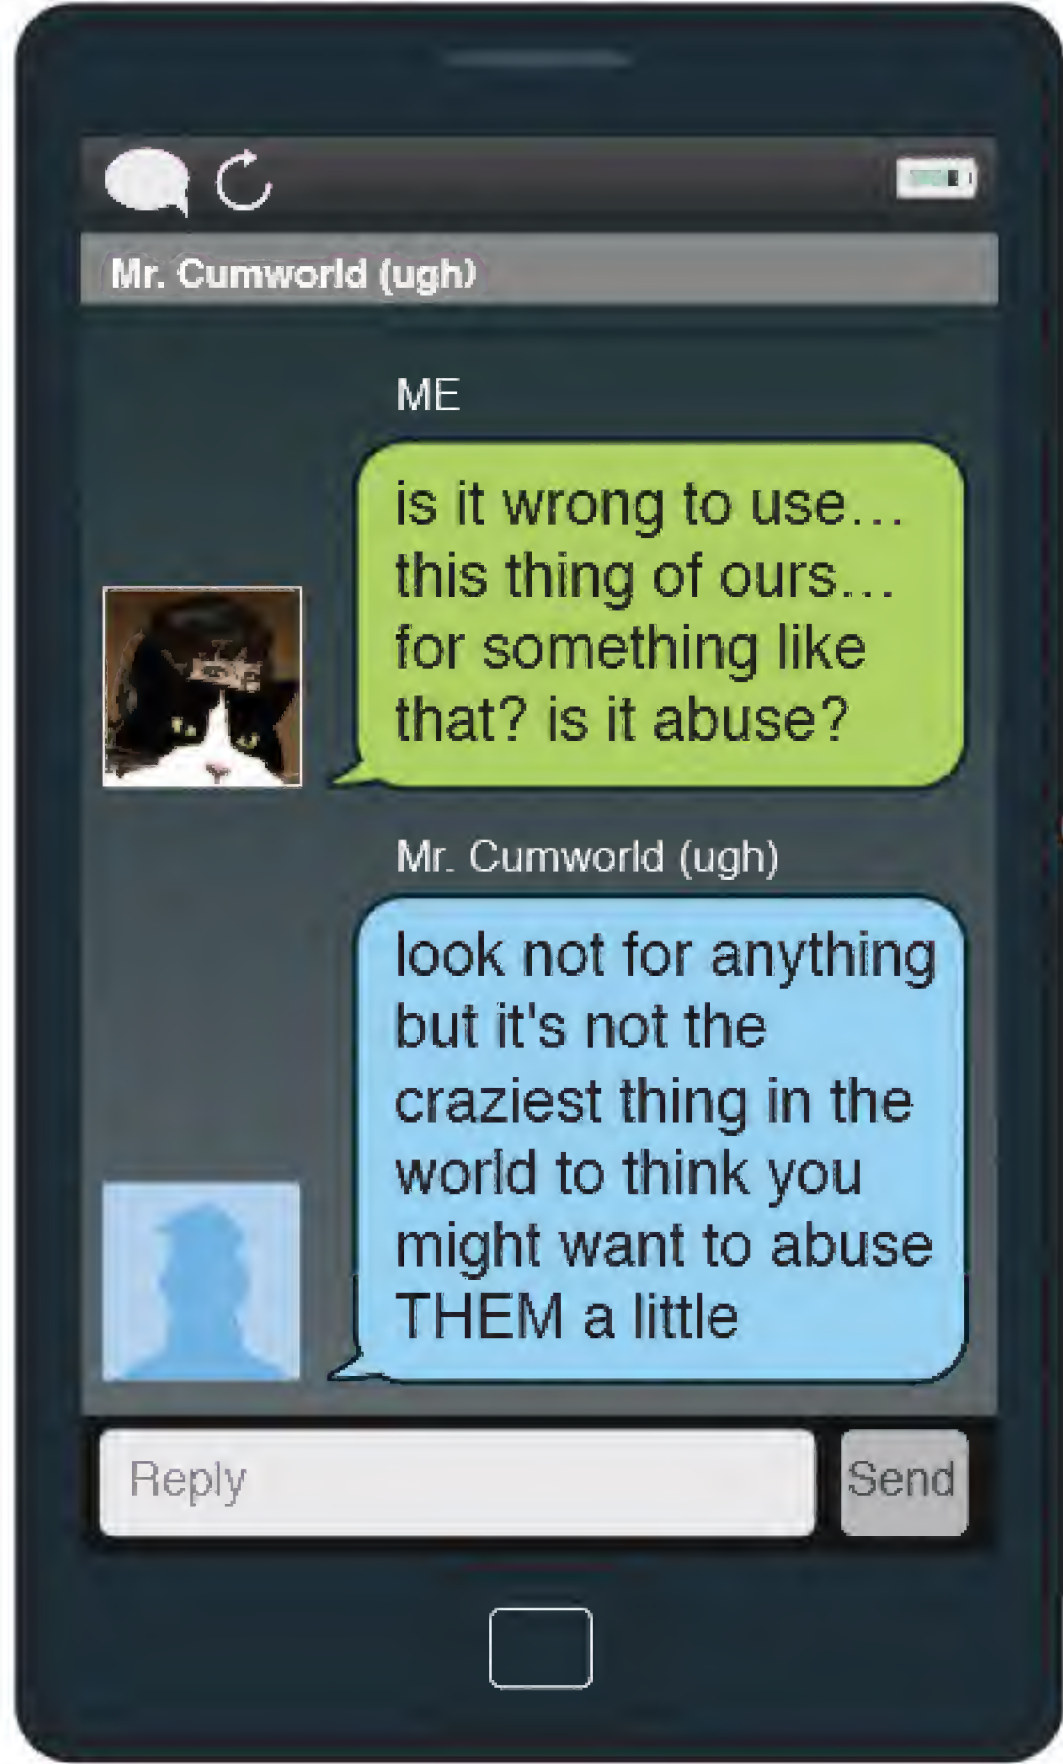 Mr. Cumworld (ugh)
ME
is it wrong to use...
this thing of ours...
for something like
that? is it abuse?
Mr. Cumworld (ugh)
look not for anything
but it's not the
craziest thing in the
world to think you
might want to abuse
THEM a little
Reply
Send